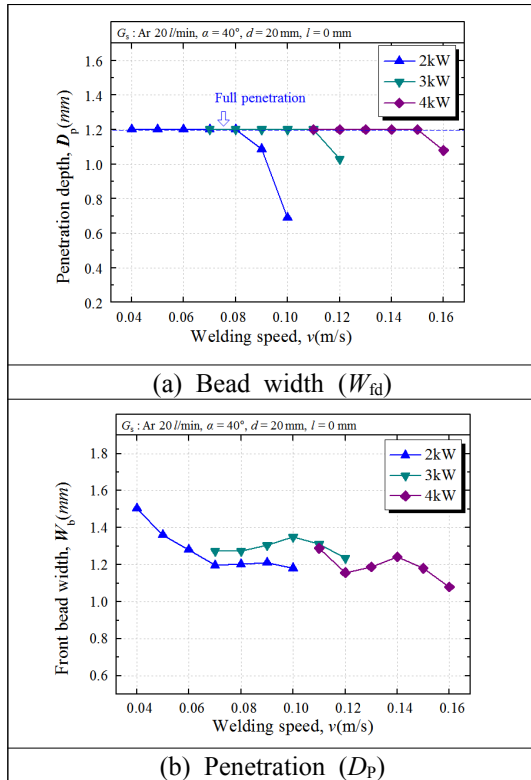 Gs : Ar 20 l/min, α = 40°, d = 20 mm, l = 0 mm
1.6
1.4
1.2
1.0
0.8
0.6
0.4
0.2
Penetration depth, Dp(mm)
Full penetration
2kW
3kW
4kW
0.04 0.06 0.08 0.10 0.12 0.14 0.16
Welding speed, v(m/s)
(a) Bead width (Wfd)
Gs : Ar 20 l/min, α = 40°, d = 20 mm, l = 0 mm
1.8
1.6
1.4
1.2
1.0
0.8
0.6
Front bead width, Wb(mm)
2kW
3kW
4kW
0.04 0.06 0.08 0.10 0.12 0.14 0.16
Welding speed, v(m/s)
(b) Penetration (DP)